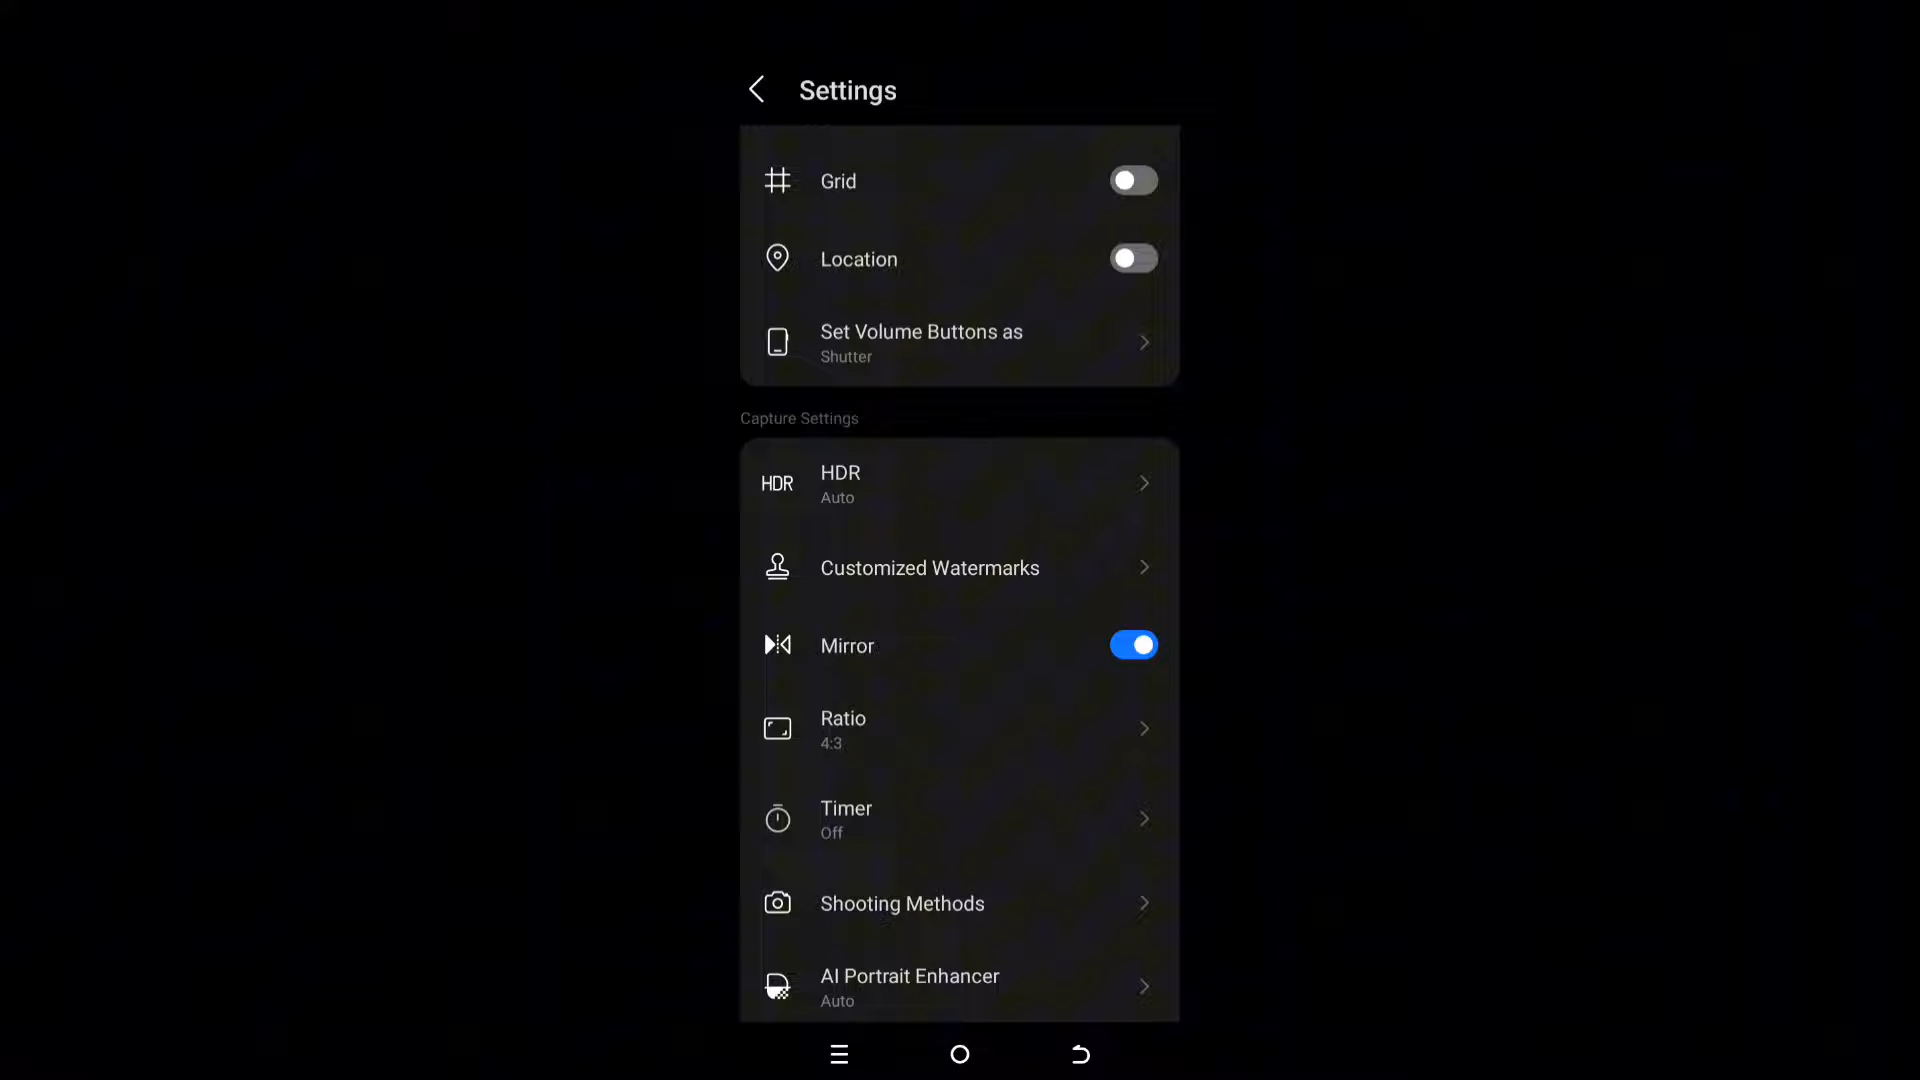 Settings
Grid
Location
Set Volume Buttons as
Shutter
Capture Settings
HDR
HDR
Auto
Customized Watermarks
Mirror
Ratio
4:3
Timer
Off
Shooting Methods
AI Portrait Enhancer
Auto